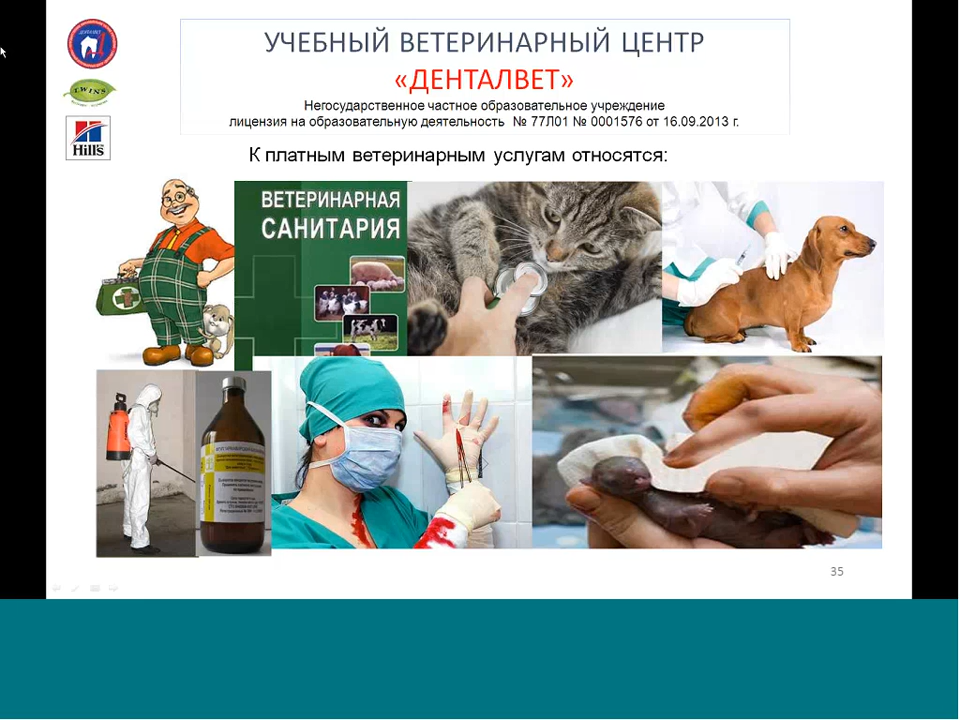 УЧЕБНЫЙ ВЕТЕРИНАРНЫЙ ЦЕНТР
«ДЕНТАЛВЕТ»
Негосударственное частное образовательное учреждение
лицензия на образовательную деятельность № 77Л01 № 0001576 от 16.09.2013 г.
TWINS
Hill's
К платным ветеринарным услугам относятся:
ВЕТЕРИНАРНАЯ
САНИТАРИЯ
35